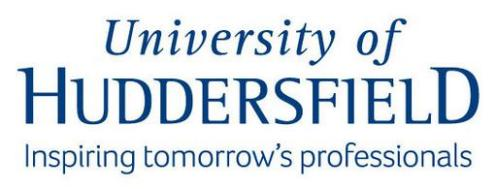 University of
HUDDERSFIELD
Inspiring tomorrow's professionals